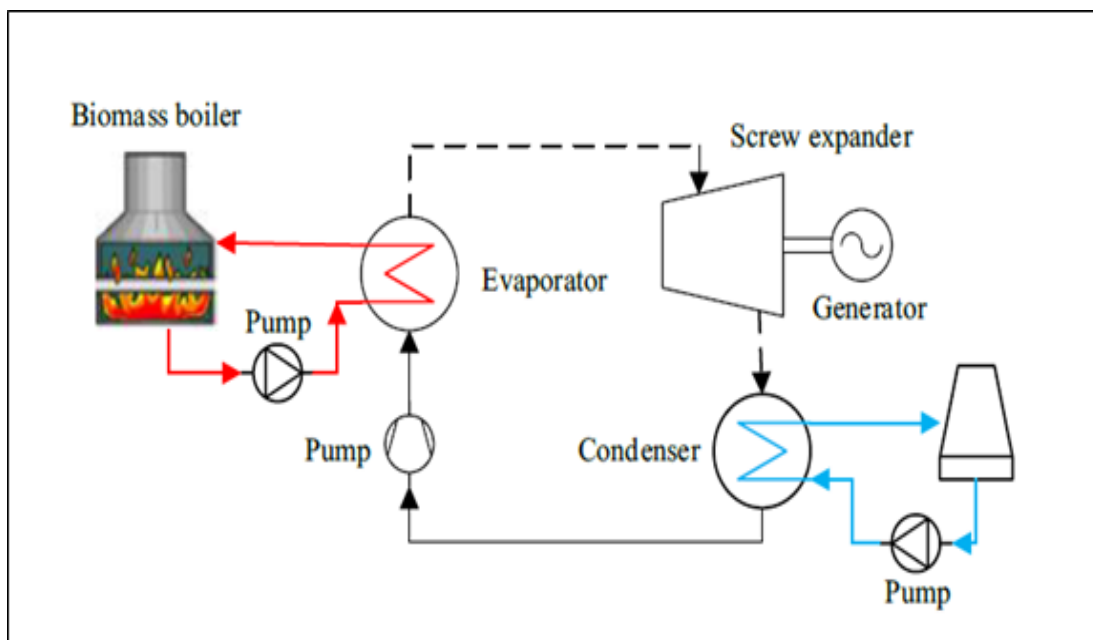 Biomass boiler
Screw expander
Evaporator
Generator
Pump
Pump
Condenser
Pump